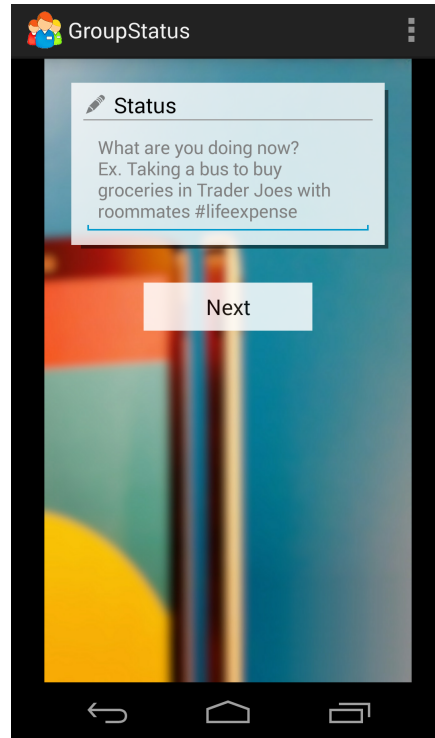 GroupStatus
Status
What are you doing now?
Ex. Taking a bus to buy
groceries in Trader Joes with
roommates #lifeexpense
Next